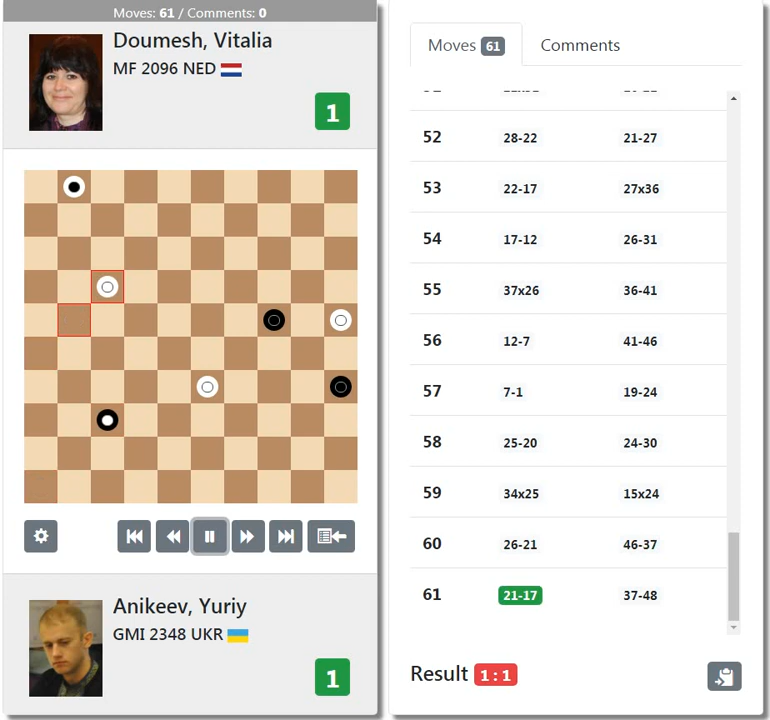 Moves: 61 / Comments: 0
Doumesh, Vitalia
MF 2096 NED
1
Anikeev, Yuriy
GMI 2348 UKR
1
Moves 61 Comments
52 28-22 21-27
53 22-17 27x36
54 17-12 26-31
55 37x26 36-41
56 12-7 41-46
57 7-1 19-24
58 25-20 24-30
59 34x25 15x24
60 26-21 46-37
61 21-17 37-48
Result 1 : 1